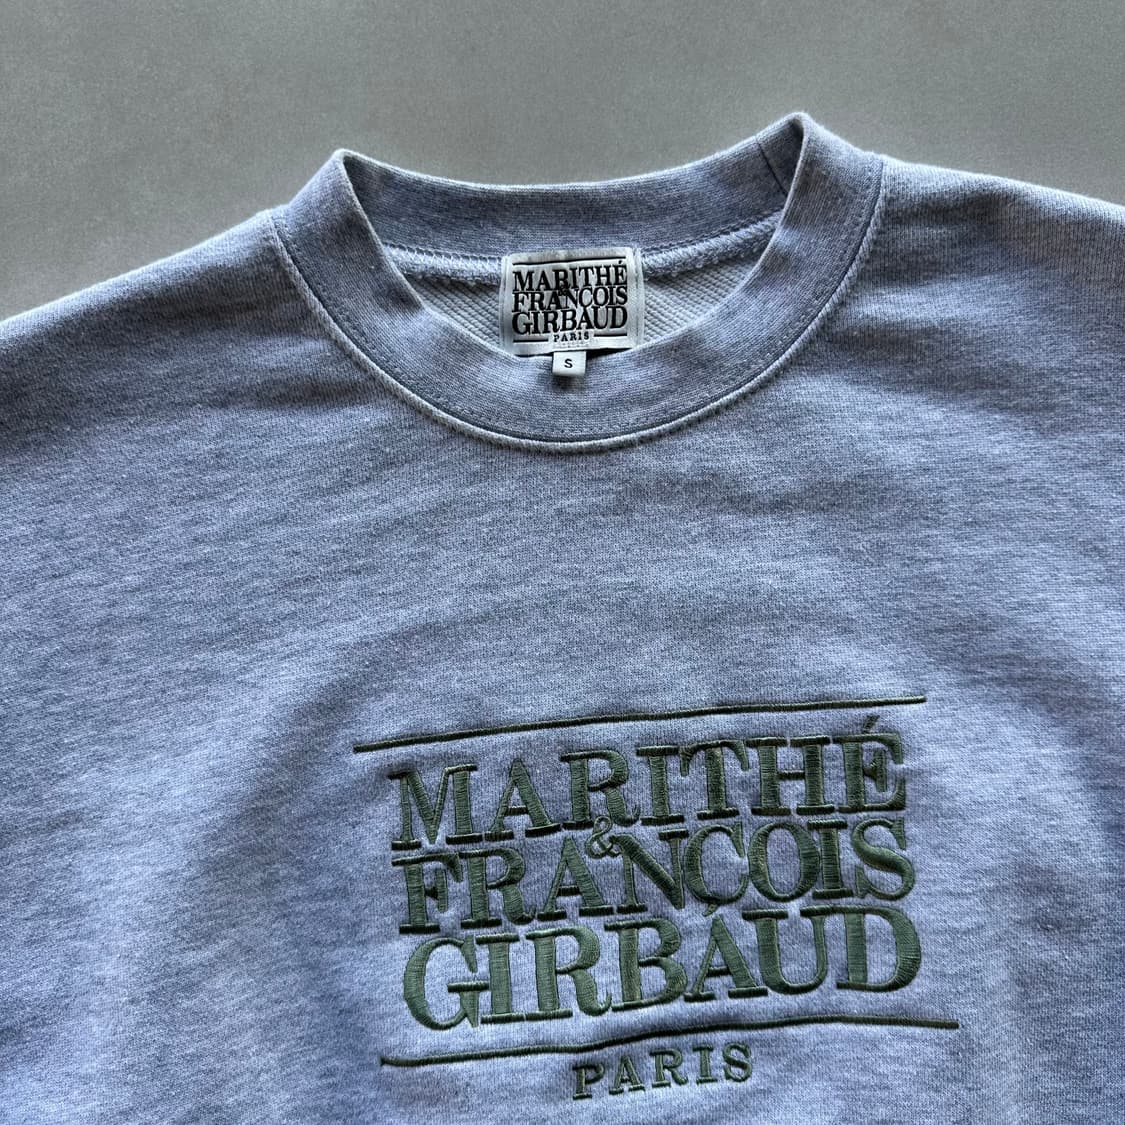 MARITHÉ
&
FRANÇOIS
GIRBAUD
PARIS
S
MARITHÉ
&
FRANÇOIS
GIRBAUD
PARIS